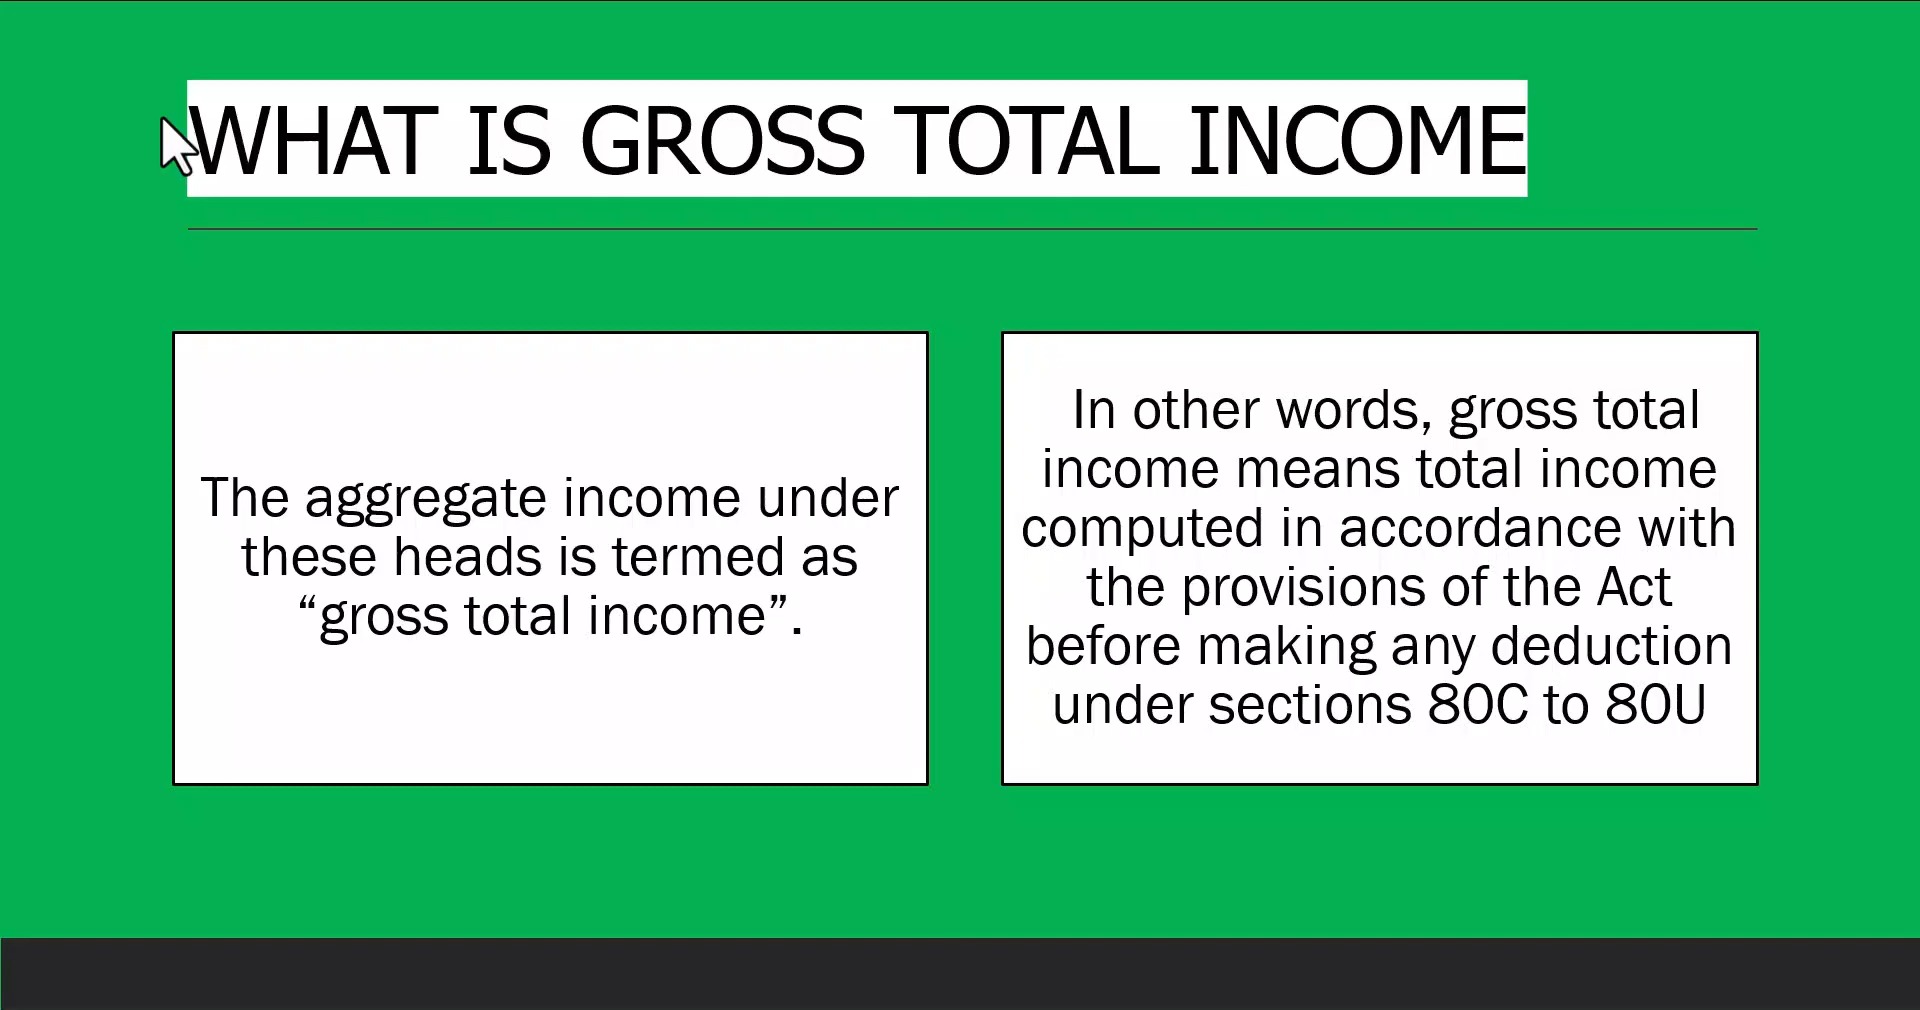 WHAT IS GROSS TOTAL INCOME
The aggregate income under
these heads is termed as
“gross total income”.
In other words, gross total
income means total income
computed in accordance with
the provisions of the Act
before making any deduction
under sections 80C to 80U